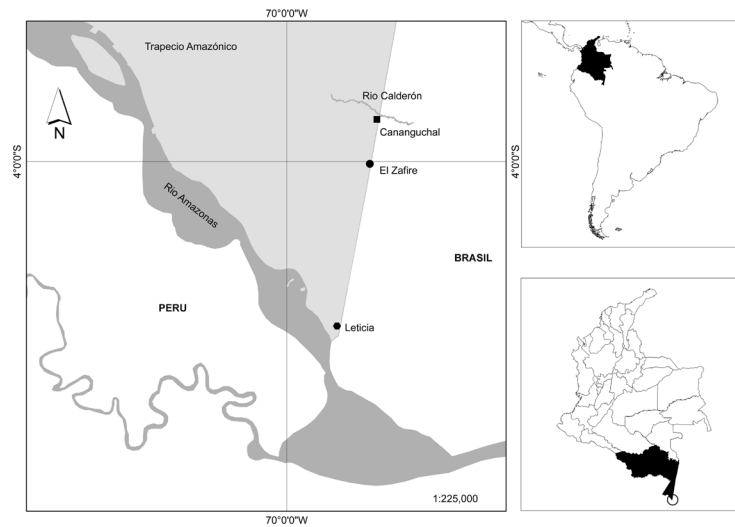 70°0'0"W
Trapecio Amazónico
Rio Calderón
N
Cananguchal
4°0'0"S
4°0'0"S
El Zafire
Rio Amazonas
BRASIL
PERU
Leticia
1:225,000
70°0'0"W